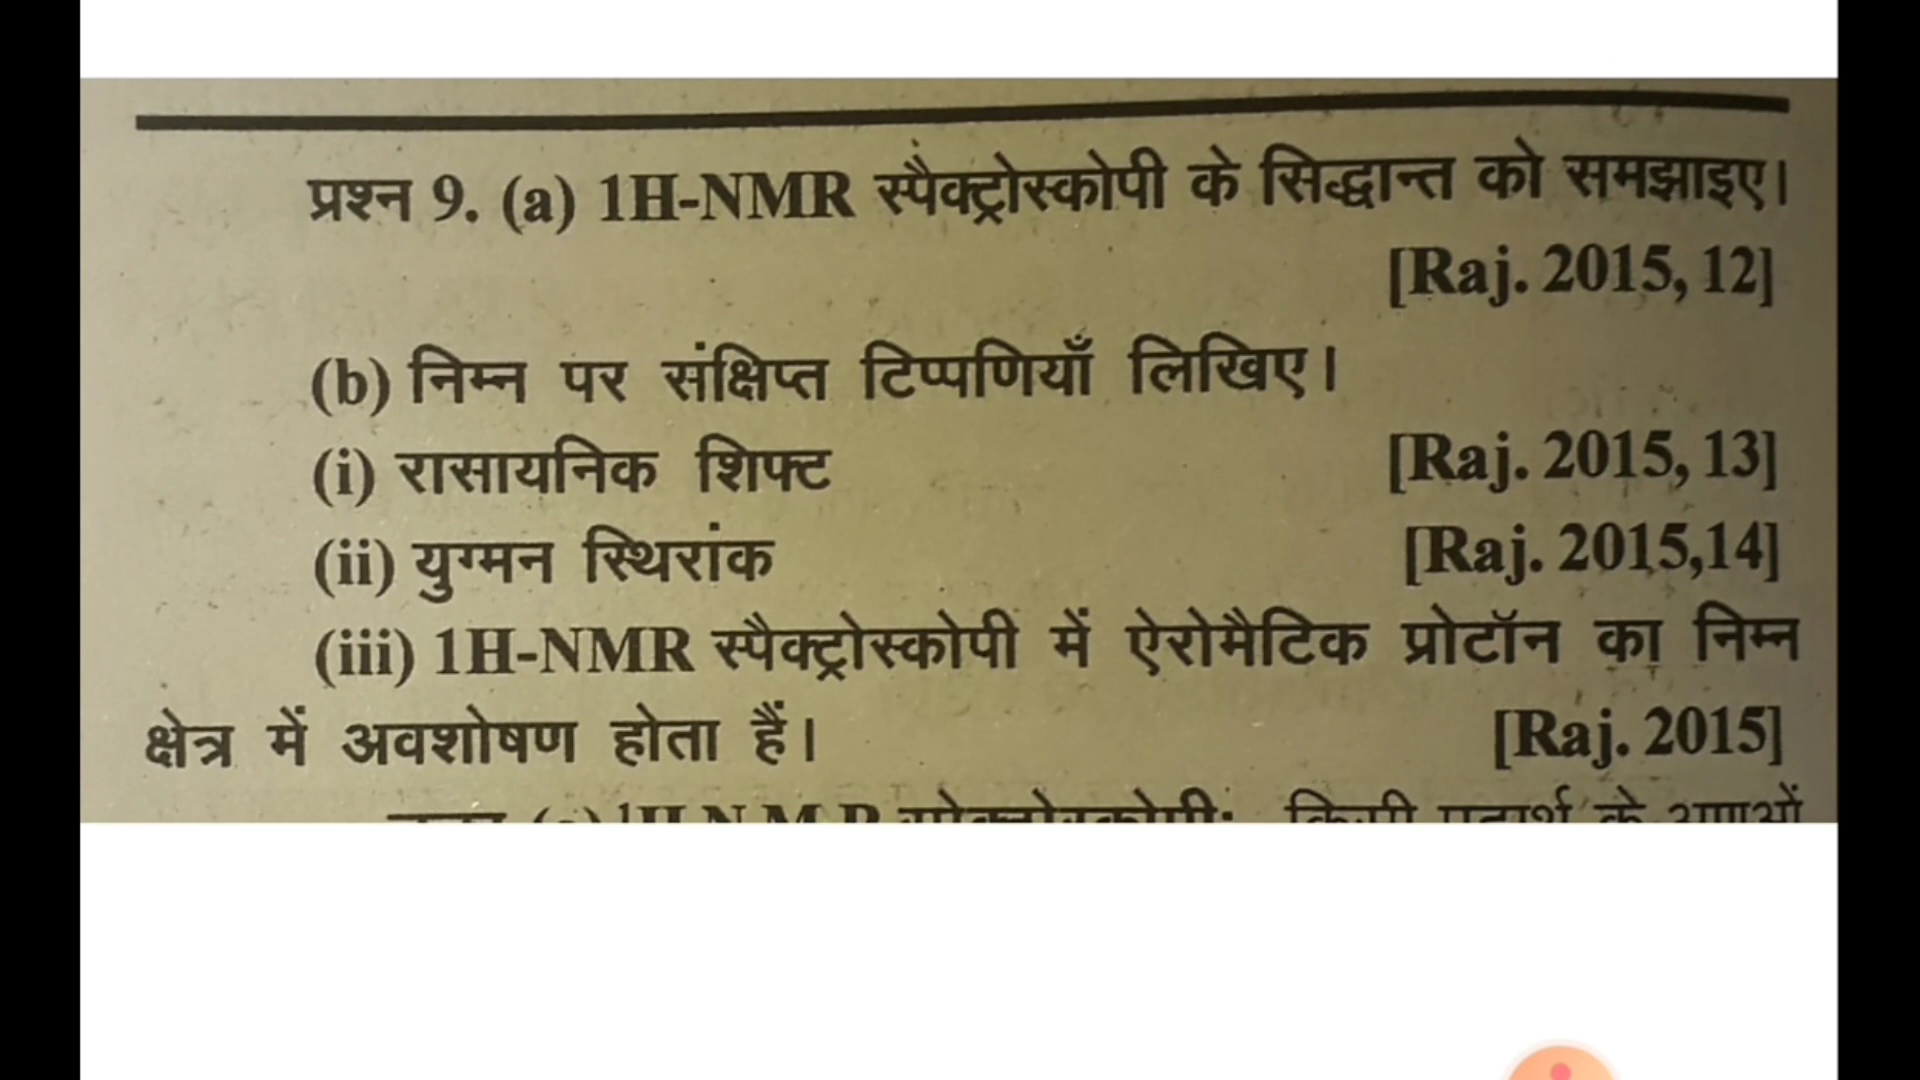 प्रश्न 9. (a) 1H-NMR स्पैक्ट्रोस्कोपी के सिद्धान्त को समझाइए।
[Raj. 2015, 12]
(b) निम्न पर संक्षिप्त टिप्पणियाँ लिखिए।
(i) रासायनिक शिफ्ट [Raj. 2015, 13]
(ii) युग्मन स्थिरांक [Raj. 2015,14]
(iii) 1H-NMR स्पैक्ट्रोस्कोपी में ऐरोमैटिक प्रोटॉन का निम्न
क्षेत्र में अवशोषण होता हैं। [Raj. 2015]